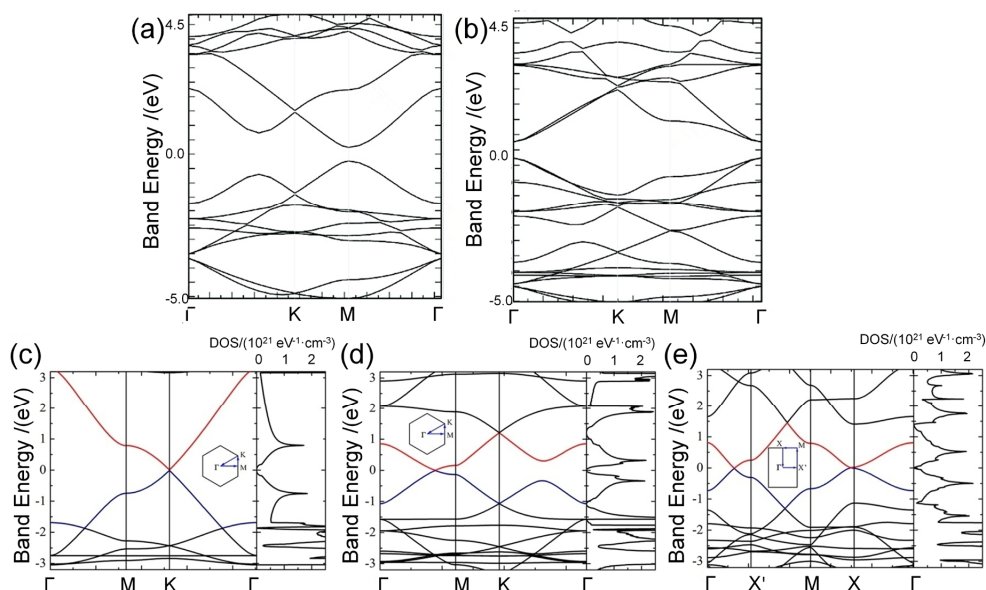 (a)
4.5
0.0
-5.0
Band Energy /(eV)
Γ K M Γ
(b)
4.5
0.0
-5.0
Band Energy /(eV)
Γ K M Γ
(c)
DOS/(10²¹ eV⁻¹·cm⁻³)
0 1 2
3
2
1
0
-1
-2
-3
Band Energy /(eV)
K
Γ
M
Γ M K Γ
(d)
DOS/(10²¹ eV⁻¹·cm⁻³)
0 1 2
3
2
1
0
-1
-2
-3
Band Energy /(eV)
K
Γ
M
Γ M K Γ
(e)
DOS/(10²¹ eV⁻¹·cm⁻³)
0 1 2
3
2
1
0
-1
-2
-3
Band Energy /(eV)
X M
Γ X'
Γ X' M X Γ